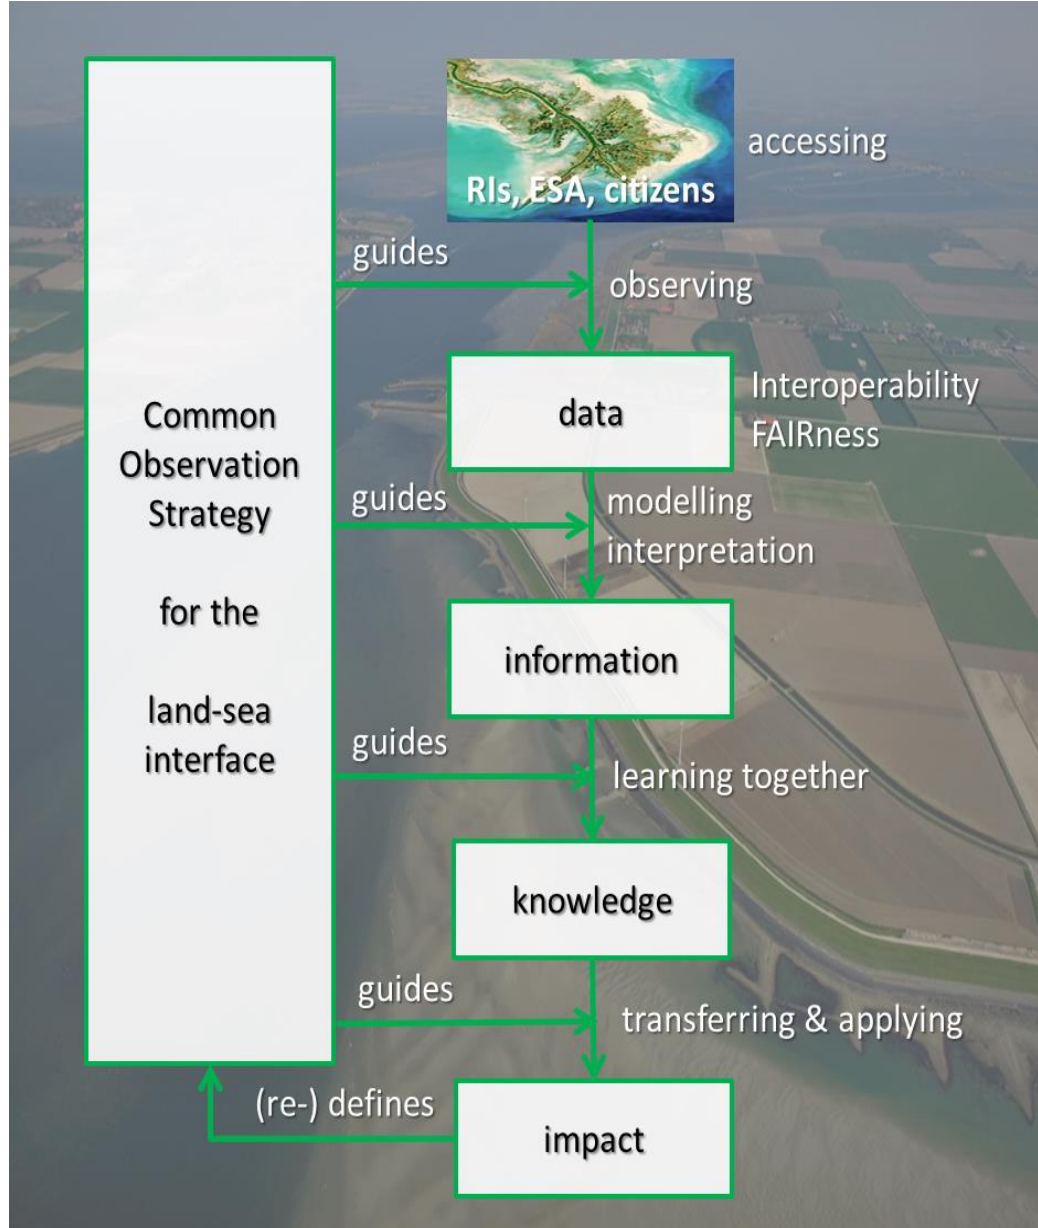 RIs, ESA, citizens
accessing
guides
observing
data
Interoperability
FAIRness
Common
Observation
Strategy
for the
land-sea
interface
guides
modelling
interpretation
information
guides
learning together
knowledge
guides
transferring & applying
(re-) defines
impact